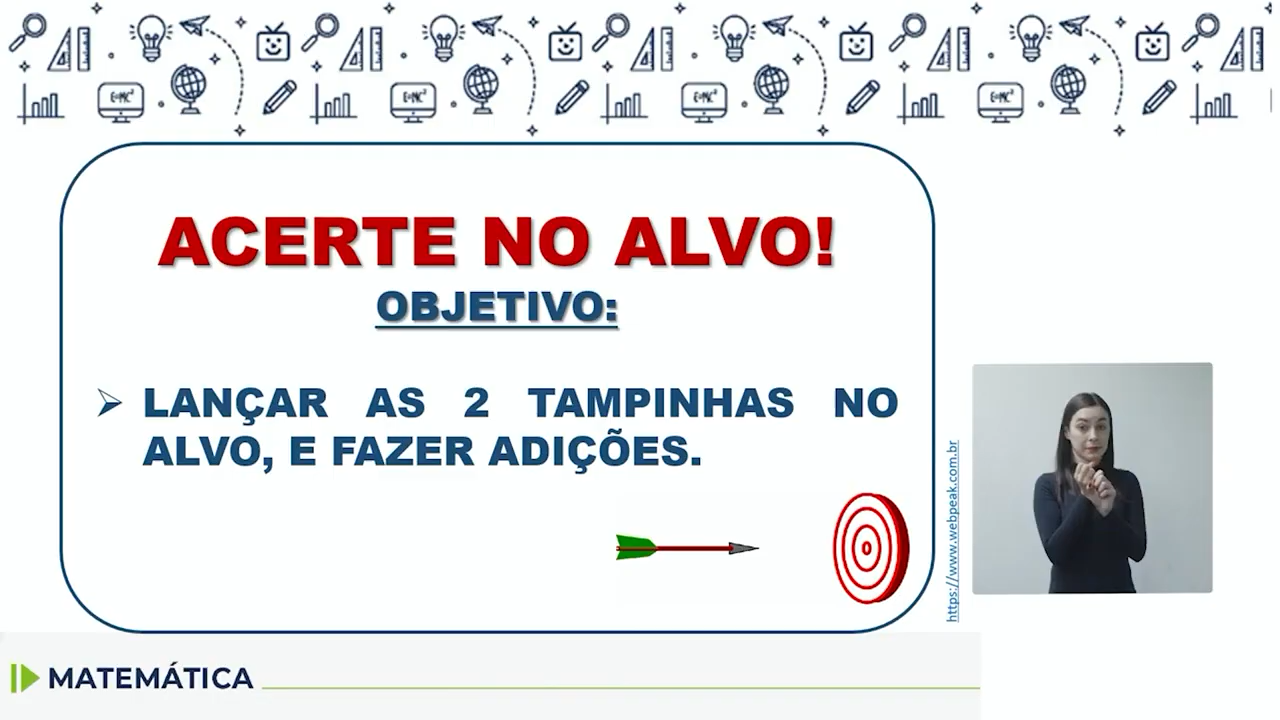 ACERTE NO ALVO!
OBJETIVO:
LANÇAR AS 2 TAMPINHAS NO
ALVO, E FAZER ADIÇÕES.
https://www.webpeak.com.br
MATEMÁTICA